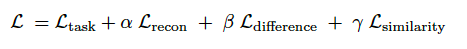 ℒ = ℒ_task + α ℒ_recon + β ℒ_difference + γ ℒ_similarity